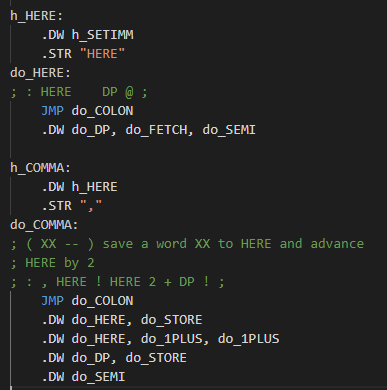 h_HERE:
    .DW h_SETIMM
    .STR "HERE"
do_HERE:
; : HERE    DP @ ;
    JMP do_COLON
    .DW do_DP, do_FETCH, do_SEMI

h_COMMA:
    .DW h_HERE
    .STR ","
do_COMMA:
; ( XX -- ) save a word XX to HERE and advance
; HERE by 2
; : , HERE ! HERE 2 + DP ! ;
    JMP do_COLON
    .DW do_HERE, do_STORE
    .DW do_HERE, do_1PLUS, do_1PLUS
    .DW do_DP, do_STORE
    .DW do_SEMI